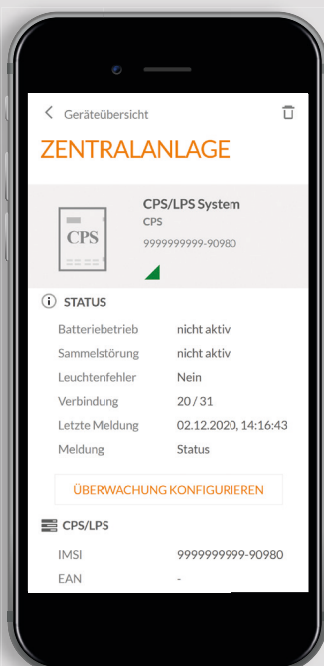 Geräteübersicht
ZENTRALANLAGE
CPS
CPS/LPS System
CPS
9999999999-90980
STATUS
Batteriebetrieb nicht aktiv
Sammelstörung nicht aktiv
Leuchtenfehler Nein
Verbindung 20 / 31
Letzte Meldung 02.12.2020, 14:16:43
Meldung Status
ÜBERWACHUNG KONFIGURIEREN
CPS/LPS
IMSI 9999999999-90980
EAN -